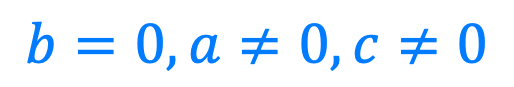 b = 0, a ≠ 0, c ≠ 0